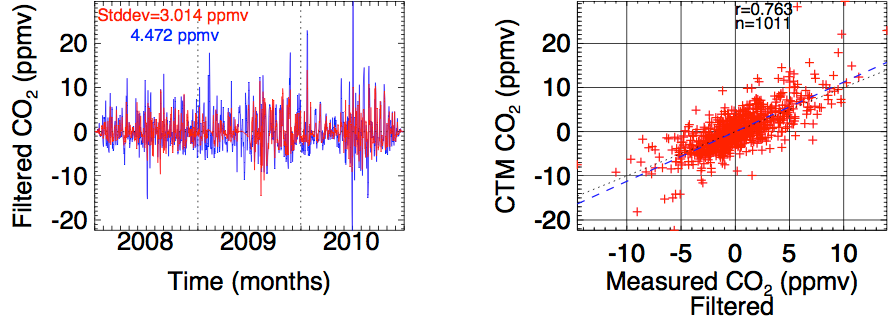 Stddev=3.014 ppmv
4.472 ppmv
Filtered CO2 (ppmv)
20
10
0
-10
-20
2008 2009 2010
Time (months)
r=0.763
n=1011
CTM CO2 (ppmv)
20
10
0
-10
-20
-10 -5 0 5 10
Measured CO2 (ppmv)
Filtered